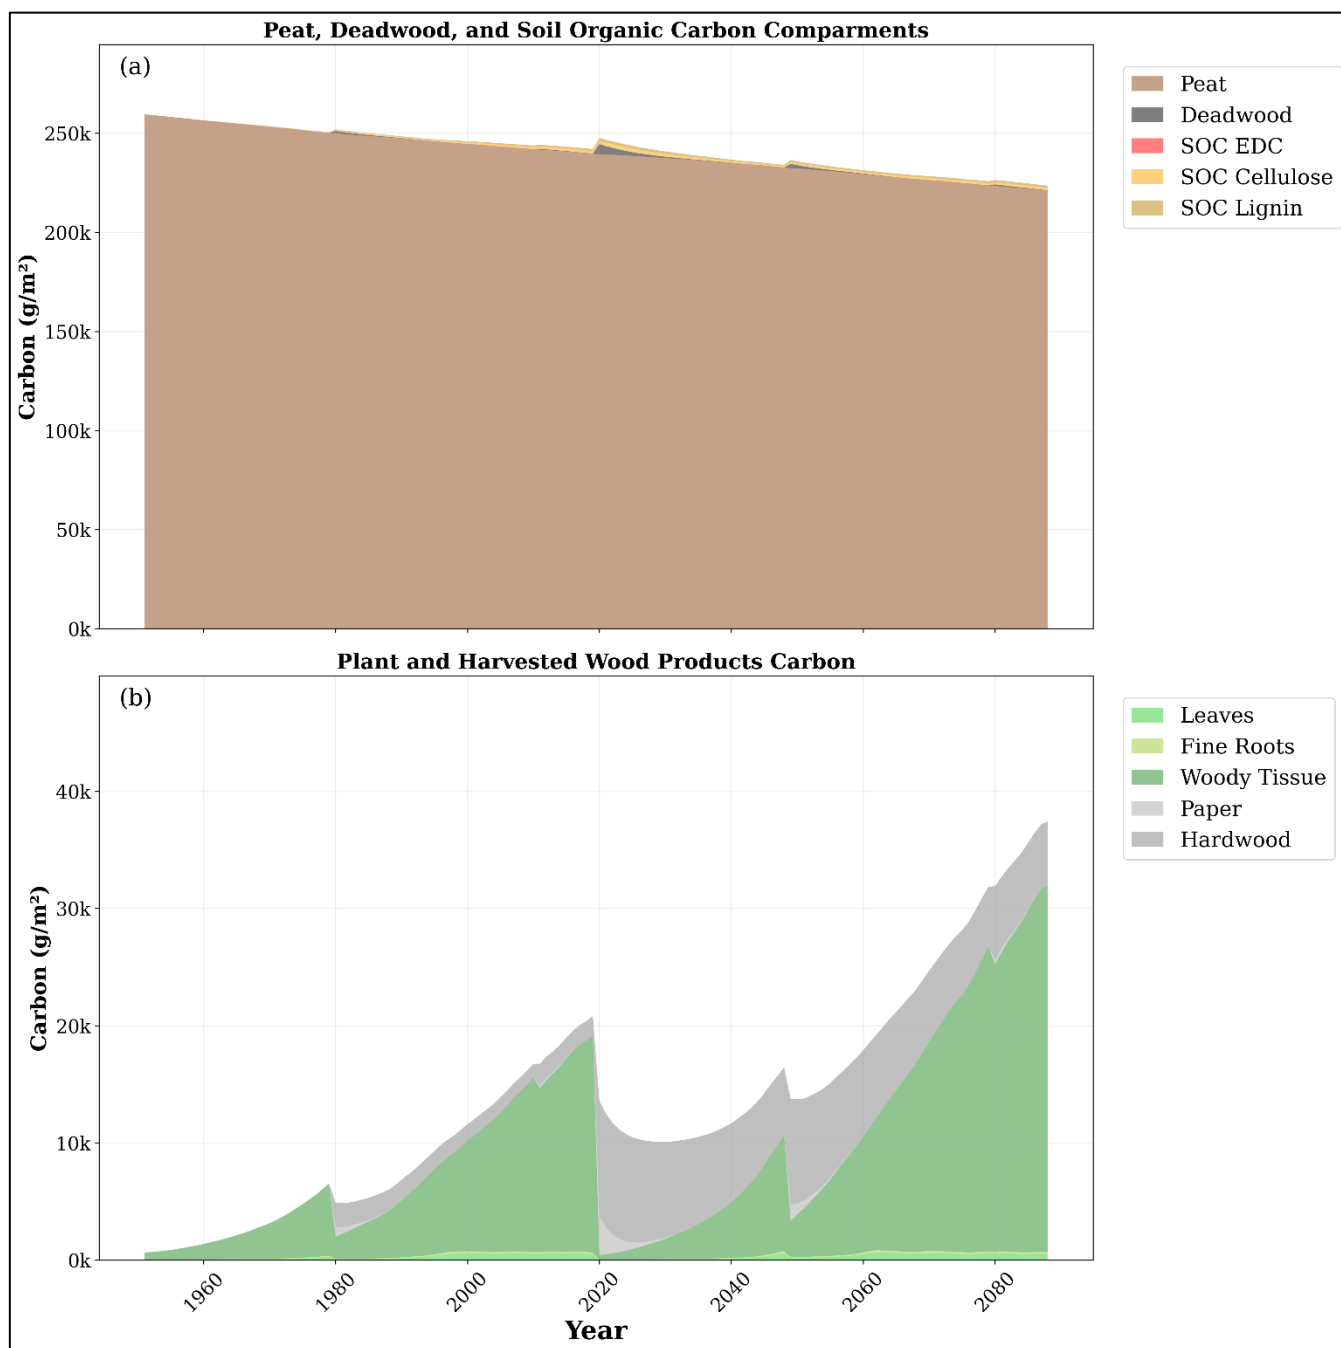 Peat, Deadwood, and Soil Organic Carbon Comparments
(a)
Carbon (g/m²)
250k
200k
150k
100k
50k
0k
Peat
Deadwood
SOC EDC
SOC Cellulose
SOC Lignin
Plant and Harvested Wood Products Carbon
(b)
Carbon (g/m²)
40k
30k
20k
10k
0k
Leaves
Fine Roots
Woody Tissue
Paper
Hardwood
1960
1980
2000
2020
2040
2060
2080
Year